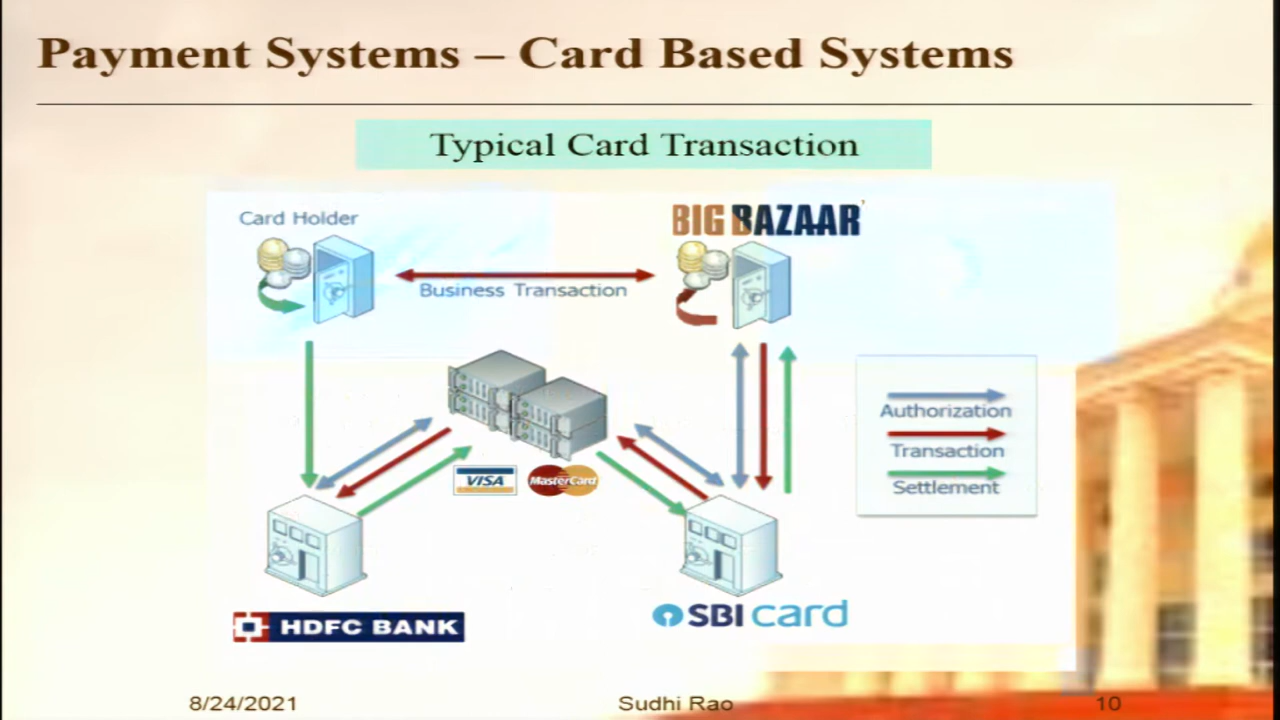 Payment Systems – Card Based Systems
Typical Card Transaction
Card Holder
BIG BAZAAR
Business Transaction
VISA
MasterCard
Authorization
Transaction
Settlement
HDFC BANK
SBI card
8/24/2021
Sudhi Rao
10